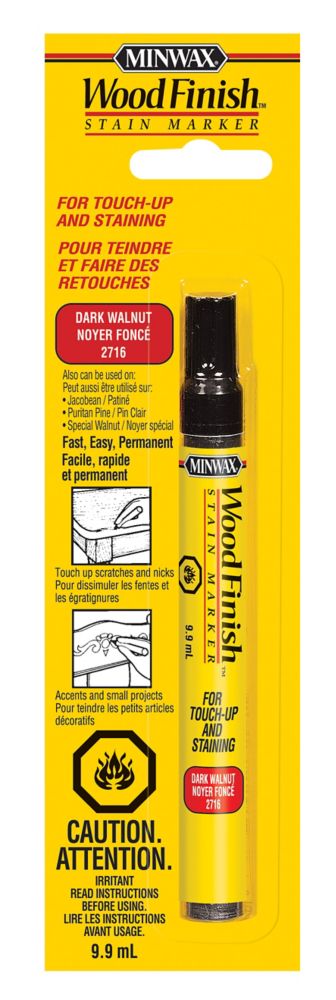 MINWAX®
Wood Finish™
STAIN MARKER
FOR TOUCH-UP
AND STAINING
POUR TEINDRE
ET FAIRE DES
RETOUCHES
DARK WALNUT
NOYER FONCÉ
2716
Also can be used on:
Peut aussi être utilisé sur:
• Jacobean / Patiné
• Puritan Pine / Pin Clair
• Special Walnut / Noyer spécial
Fast, Easy, Permanent
Facile, rapide
et permanent
Touch up scratches and nicks
Pour dissimuler les fentes et
les égratignures
Accents and small projects
Pour teindre les petits articles
décoratifs
CAUTION.
ATTENTION.
IRRITANT
READ INSTRUCTIONS
BEFORE USING.
LIRE LES INSTRUCTIONS
AVANT USAGE.
9.9 mL
MINWAX®
Wood Finish™
STAIN MARKER
9.9 mL
FOR
TOUCH-UP
AND
STAINING
DARK WALNUT
NOYER FONCÉ
2716